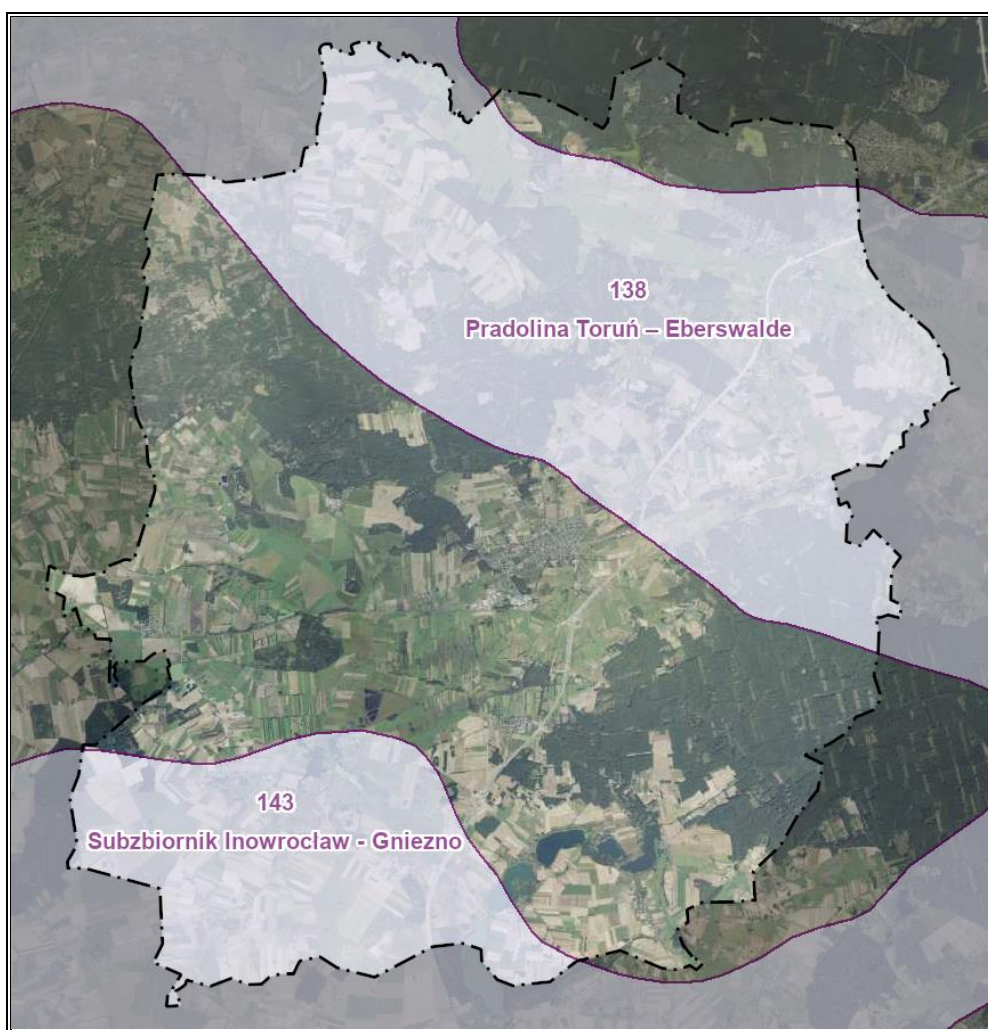 138
Pradolina Toruń – Eberswalde
143
Subzbiornik Inowrocław - Gniezno